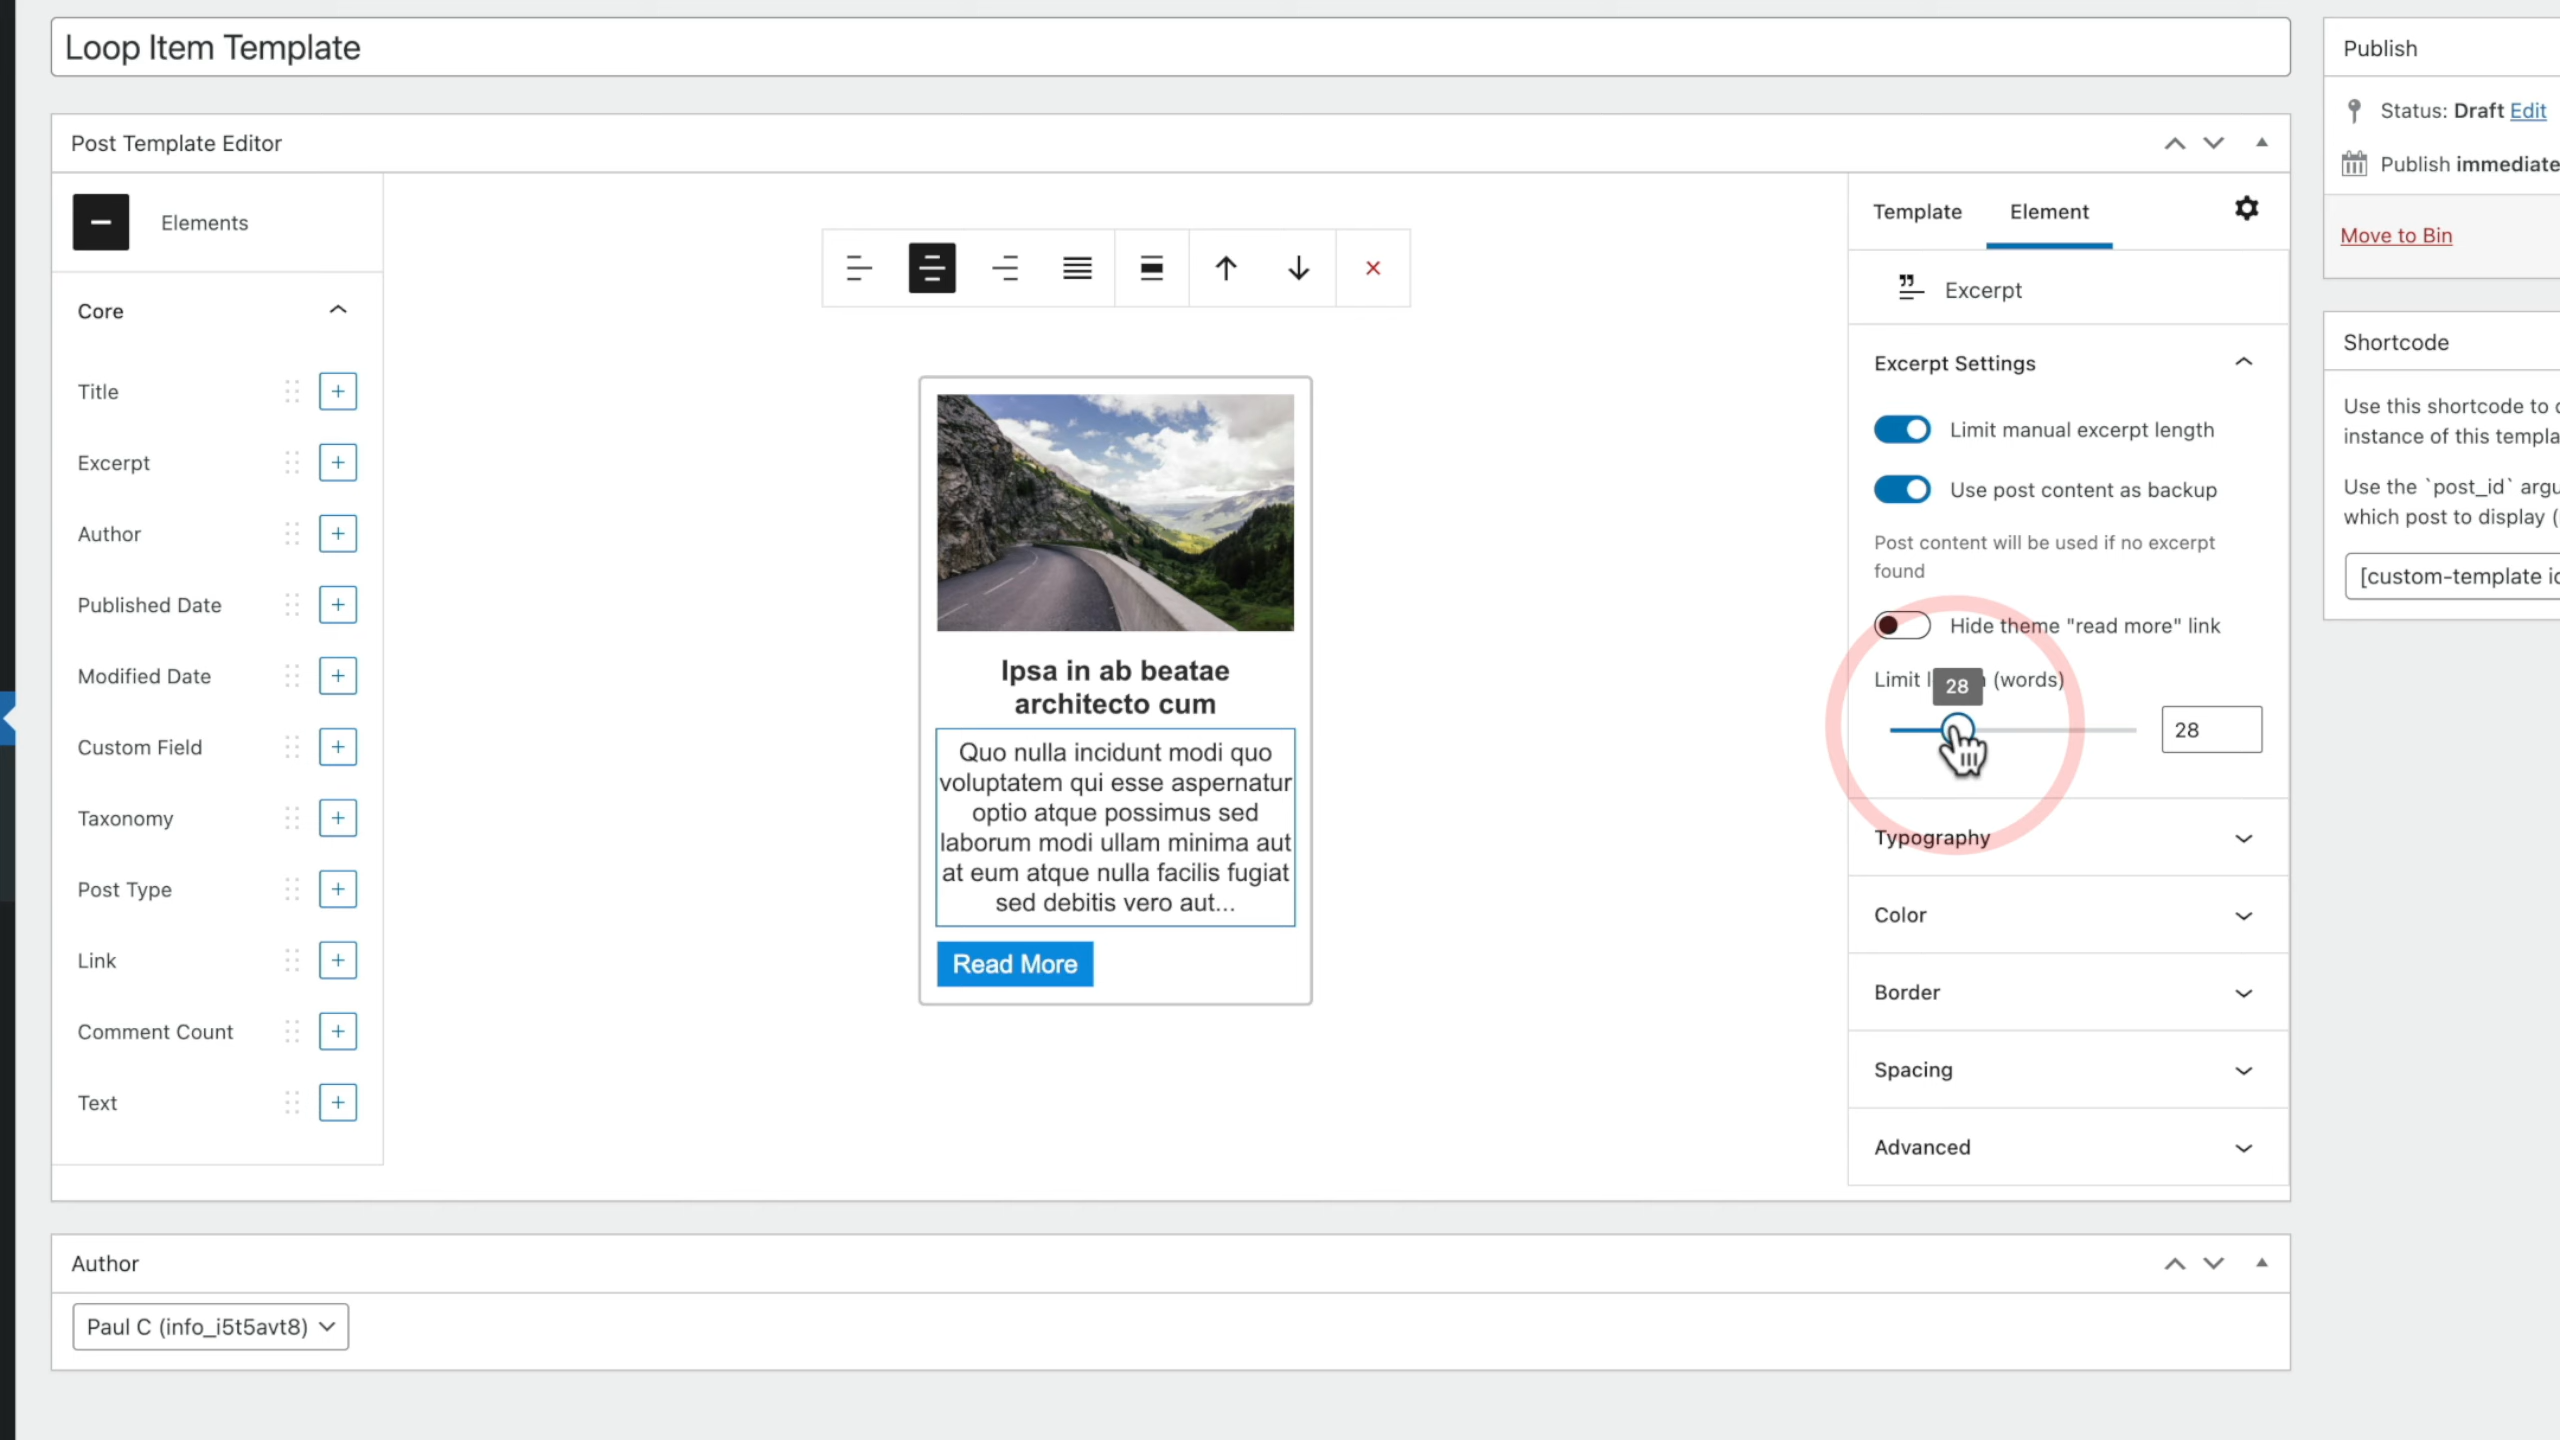 Loop Item Template
Post Template Editor
Elements
Core
Title
Excerpt
Author
Published Date
Modified Date
Custom Field
Taxonomy
Post Type
Link
Comment Count
Text
Ipsa in ab beatae
architecto cum
Quo nulla incidunt modi quo
voluptatem qui esse aspernatur
optio atque possimus sed
laborum modi ullam minima aut
at eum atque nulla facilis fugiat
sed debitis vero aut...
Read More
Template Element
Excerpt
Excerpt Settings
Limit manual excerpt length
Use post content as backup
Post content will be used if no excerpt
found
Hide theme "read more" link
Limit (words)
28
28
Typography
Color
Border
Spacing
Advanced
Author
Paul C (info_i5t5avt8)
Publish
Status: Draft Edit
Publish immediate
Move to Bin
Shortcode
Use this shortcode to
instance of this templa
Use the `post_id` argu
which post to display (
[custom-template